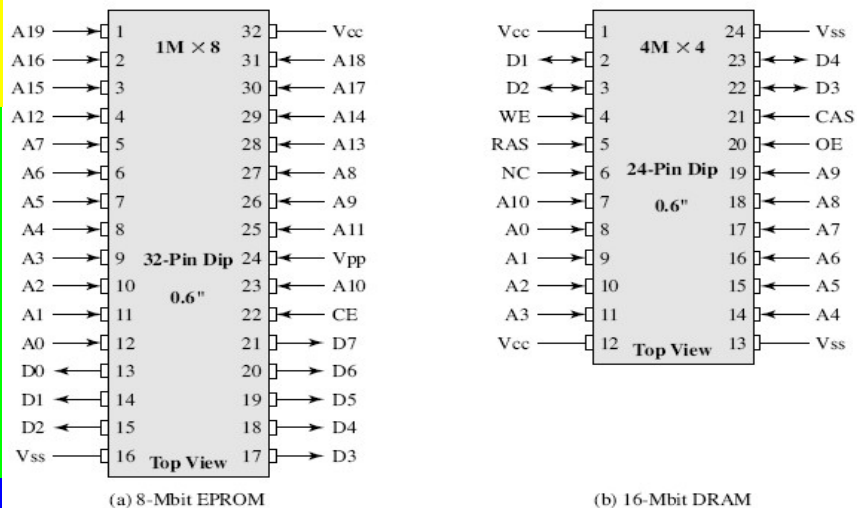 A19 1 32 Vcc
1M × 8
A16 2 31 A18
A15 3 30 A17
A12 4 29 A14
A7 5 28 A13
A6 6 27 A8
A5 7 26 A9
A4 8 25 A11
A3 9 32-Pin Dip 24 Vpp
A2 10 23 A10
0.6"
A1 11 22 CE
A0 12 21 D7
D0 13 20 D6
D1 14 19 D5
D2 15 18 D4
Vss 16 Top View 17 D3
(a) 8-Mbit EPROM
Vcc 1 24 Vss
4M × 4
D1 2 23 D4
D2 3 22 D3
WE 4 21 CAS
RAS 5 20 OE
NC 6 24-Pin Dip 19 A9
A10 7 0.6" 18 A8
A0 8 17 A7
A1 9 16 A6
A2 10 15 A5
A3 11 14 A4
Vcc 12 Top View 13 Vss
(b) 16-Mbit DRAM